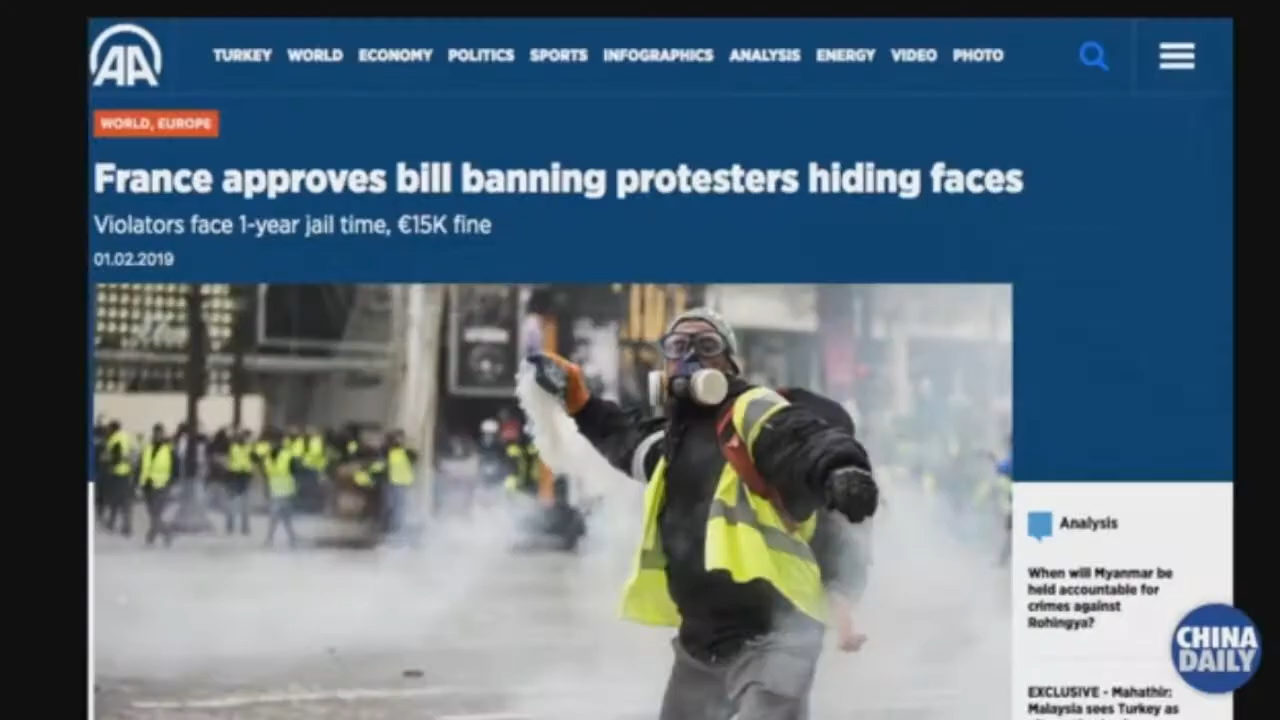 AA
TURKEY WORLD ECONOMY POLITICS SPORTS INFOGRAPHICS ANALYSIS ENERGY VIDEO PHOTO
WORLD, EUROPE
France approves bill banning protesters hiding faces
Violators face 1-year jail time, €15K fine
01.02.2019
Analysis
When will Myanmar be
held accountable for
crimes against
Rohingya?
EXCLUSIVE - Mahathir:
Malaysia sees Turkey as
CHINA
DAILY